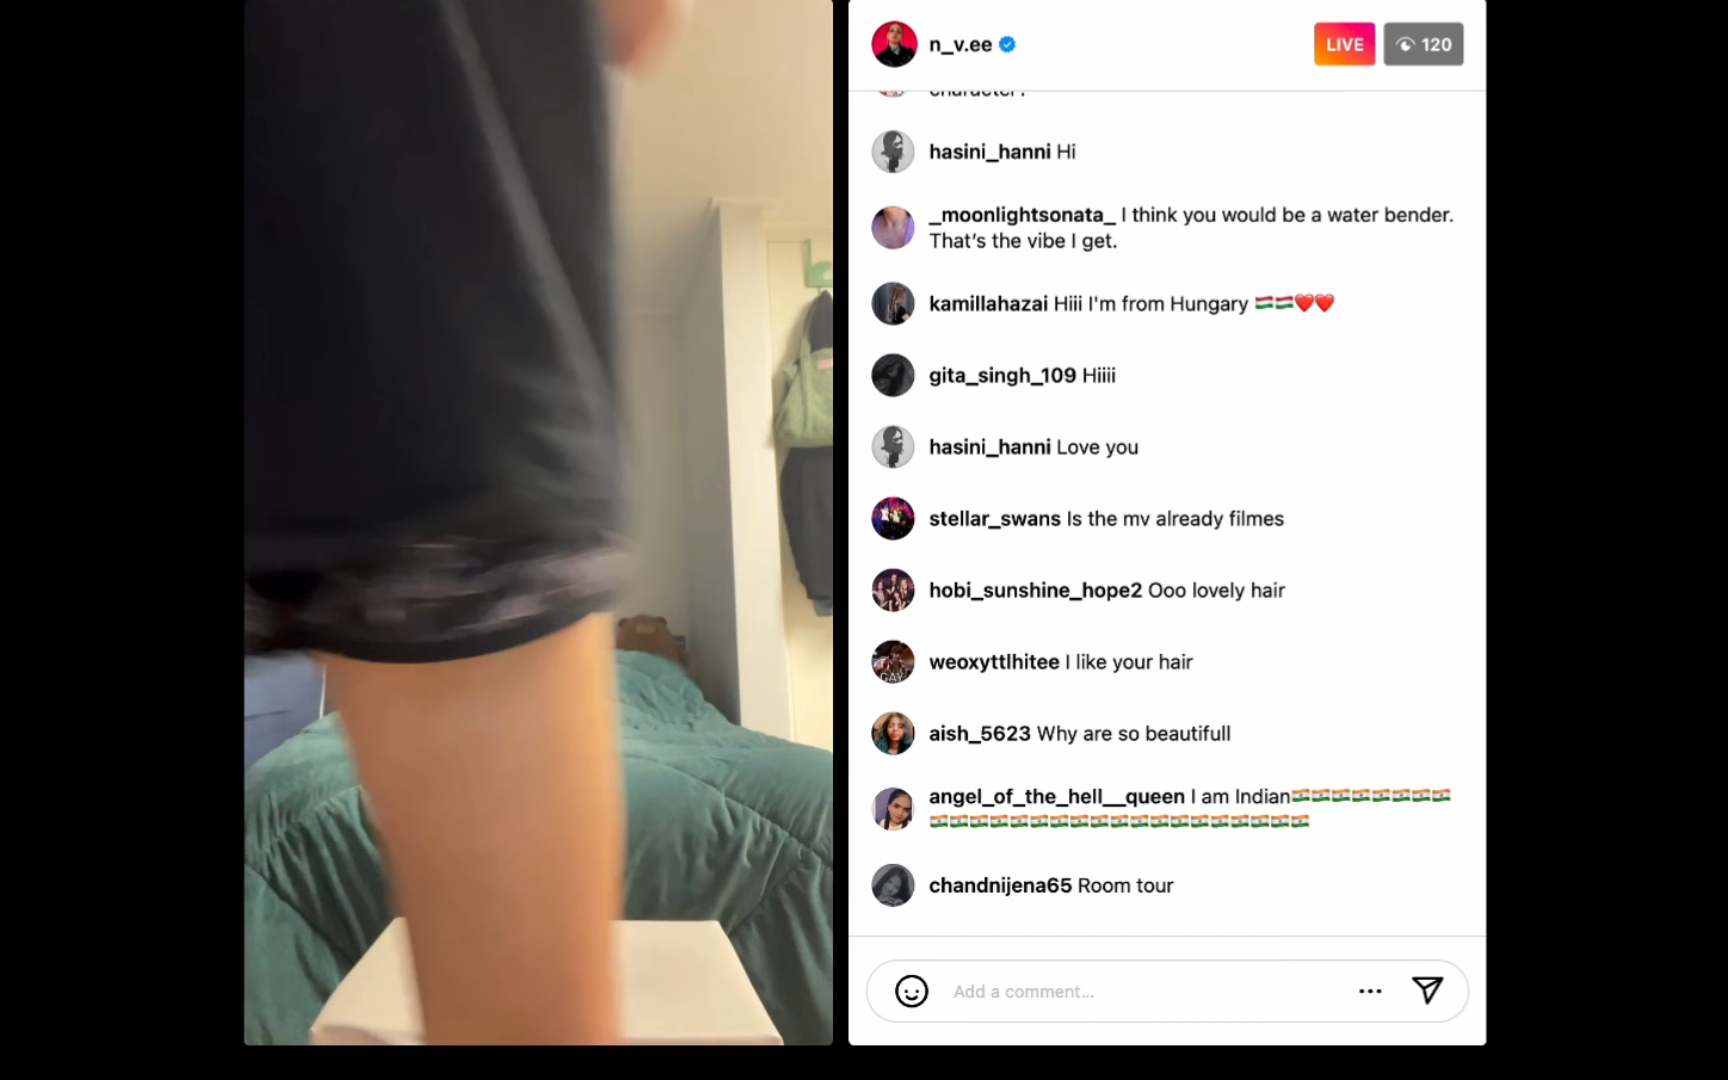 n_v.ee
LIVE
120
character?
hasini_hanni Hi
_moonlightsonata_ I think you would be a water bender.
That's the vibe I get.
kamillahazai Hiii I'm from Hungary 🇭🇺🇭🇺❤️❤️
gita_singh_109 Hiiii
hasini_hanni Love you
stellar_swans Is the mv already filmes
hobi_sunshine_hope2 Ooo lovely hair
GAY
weoxyttlhitee I like your hair
aish_5623 Why are so beautifull
angel_of_the_hell__queen I am Indian🇮🇳🇮🇳🇮🇳🇮🇳🇮🇳🇮🇳🇮🇳🇮🇳
🇮🇳🇮🇳🇮🇳🇮🇳🇮🇳🇮🇳🇮🇳🇮🇳🇮🇳🇮🇳🇮🇳🇮🇳🇮🇳🇮🇳🇮🇳🇮🇳🇮🇳🇮🇳🇮🇳
chandnijena65 Room tour
Add a comment...